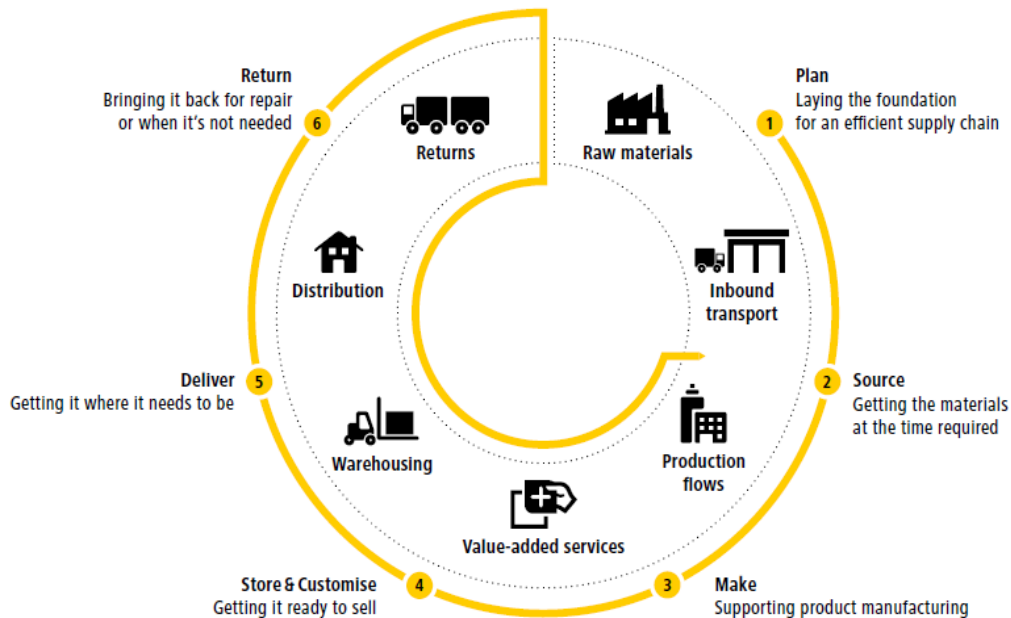 Plan
Laying the foundation
for an efficient supply chain
1
Source
Getting the materials
at the time required
2
Make
Supporting product manufacturing
3
Store & Customise
Getting it ready to sell
4
Deliver
Getting it where it needs to be
5
Return
Bringing it back for repair
or when it's not needed
6
Raw materials
Inbound
transport
Production
flows
Value-added services
Warehousing
Distribution
Returns